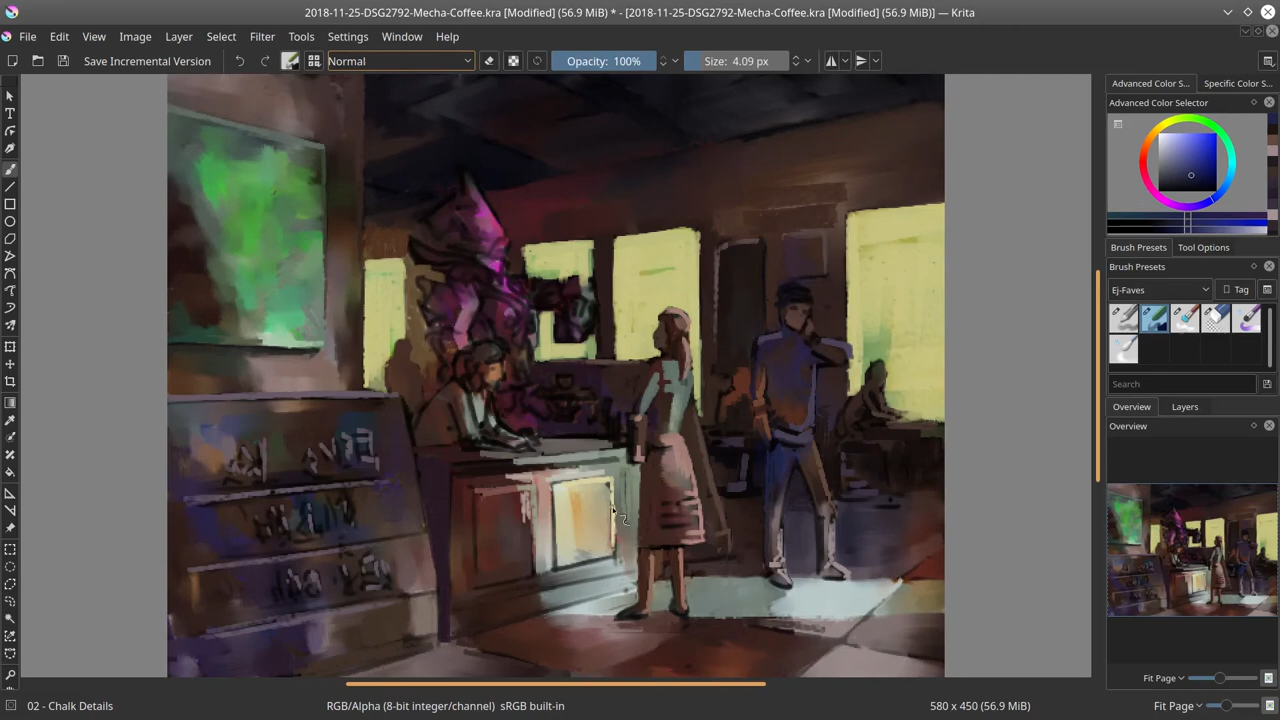 2018-11-25-DSG2792-Mecha-Coffee.kra [Modified] (56.9 MiB) * - [2018-11-25-DSG2792-Mecha-Coffee.kra [Modified] (56.9 MiB)] — Krita
File Edit View Image Layer Select Filter Tools Settings Window Help
Save Incremental Version Normal Opacity: 100% Size: 4.09 px
Advanced Color S... Specific Color S...
Advanced Color Selector
Brush Presets Tool Options
Brush Presets
Ej-Faves Tag
Search
Overview Layers
Overview
Fit Page
02 - Chalk Details RGB/Alpha (8-bit integer/channel) sRGB built-in 580 x 450 (56.9 MiB) Fit Page